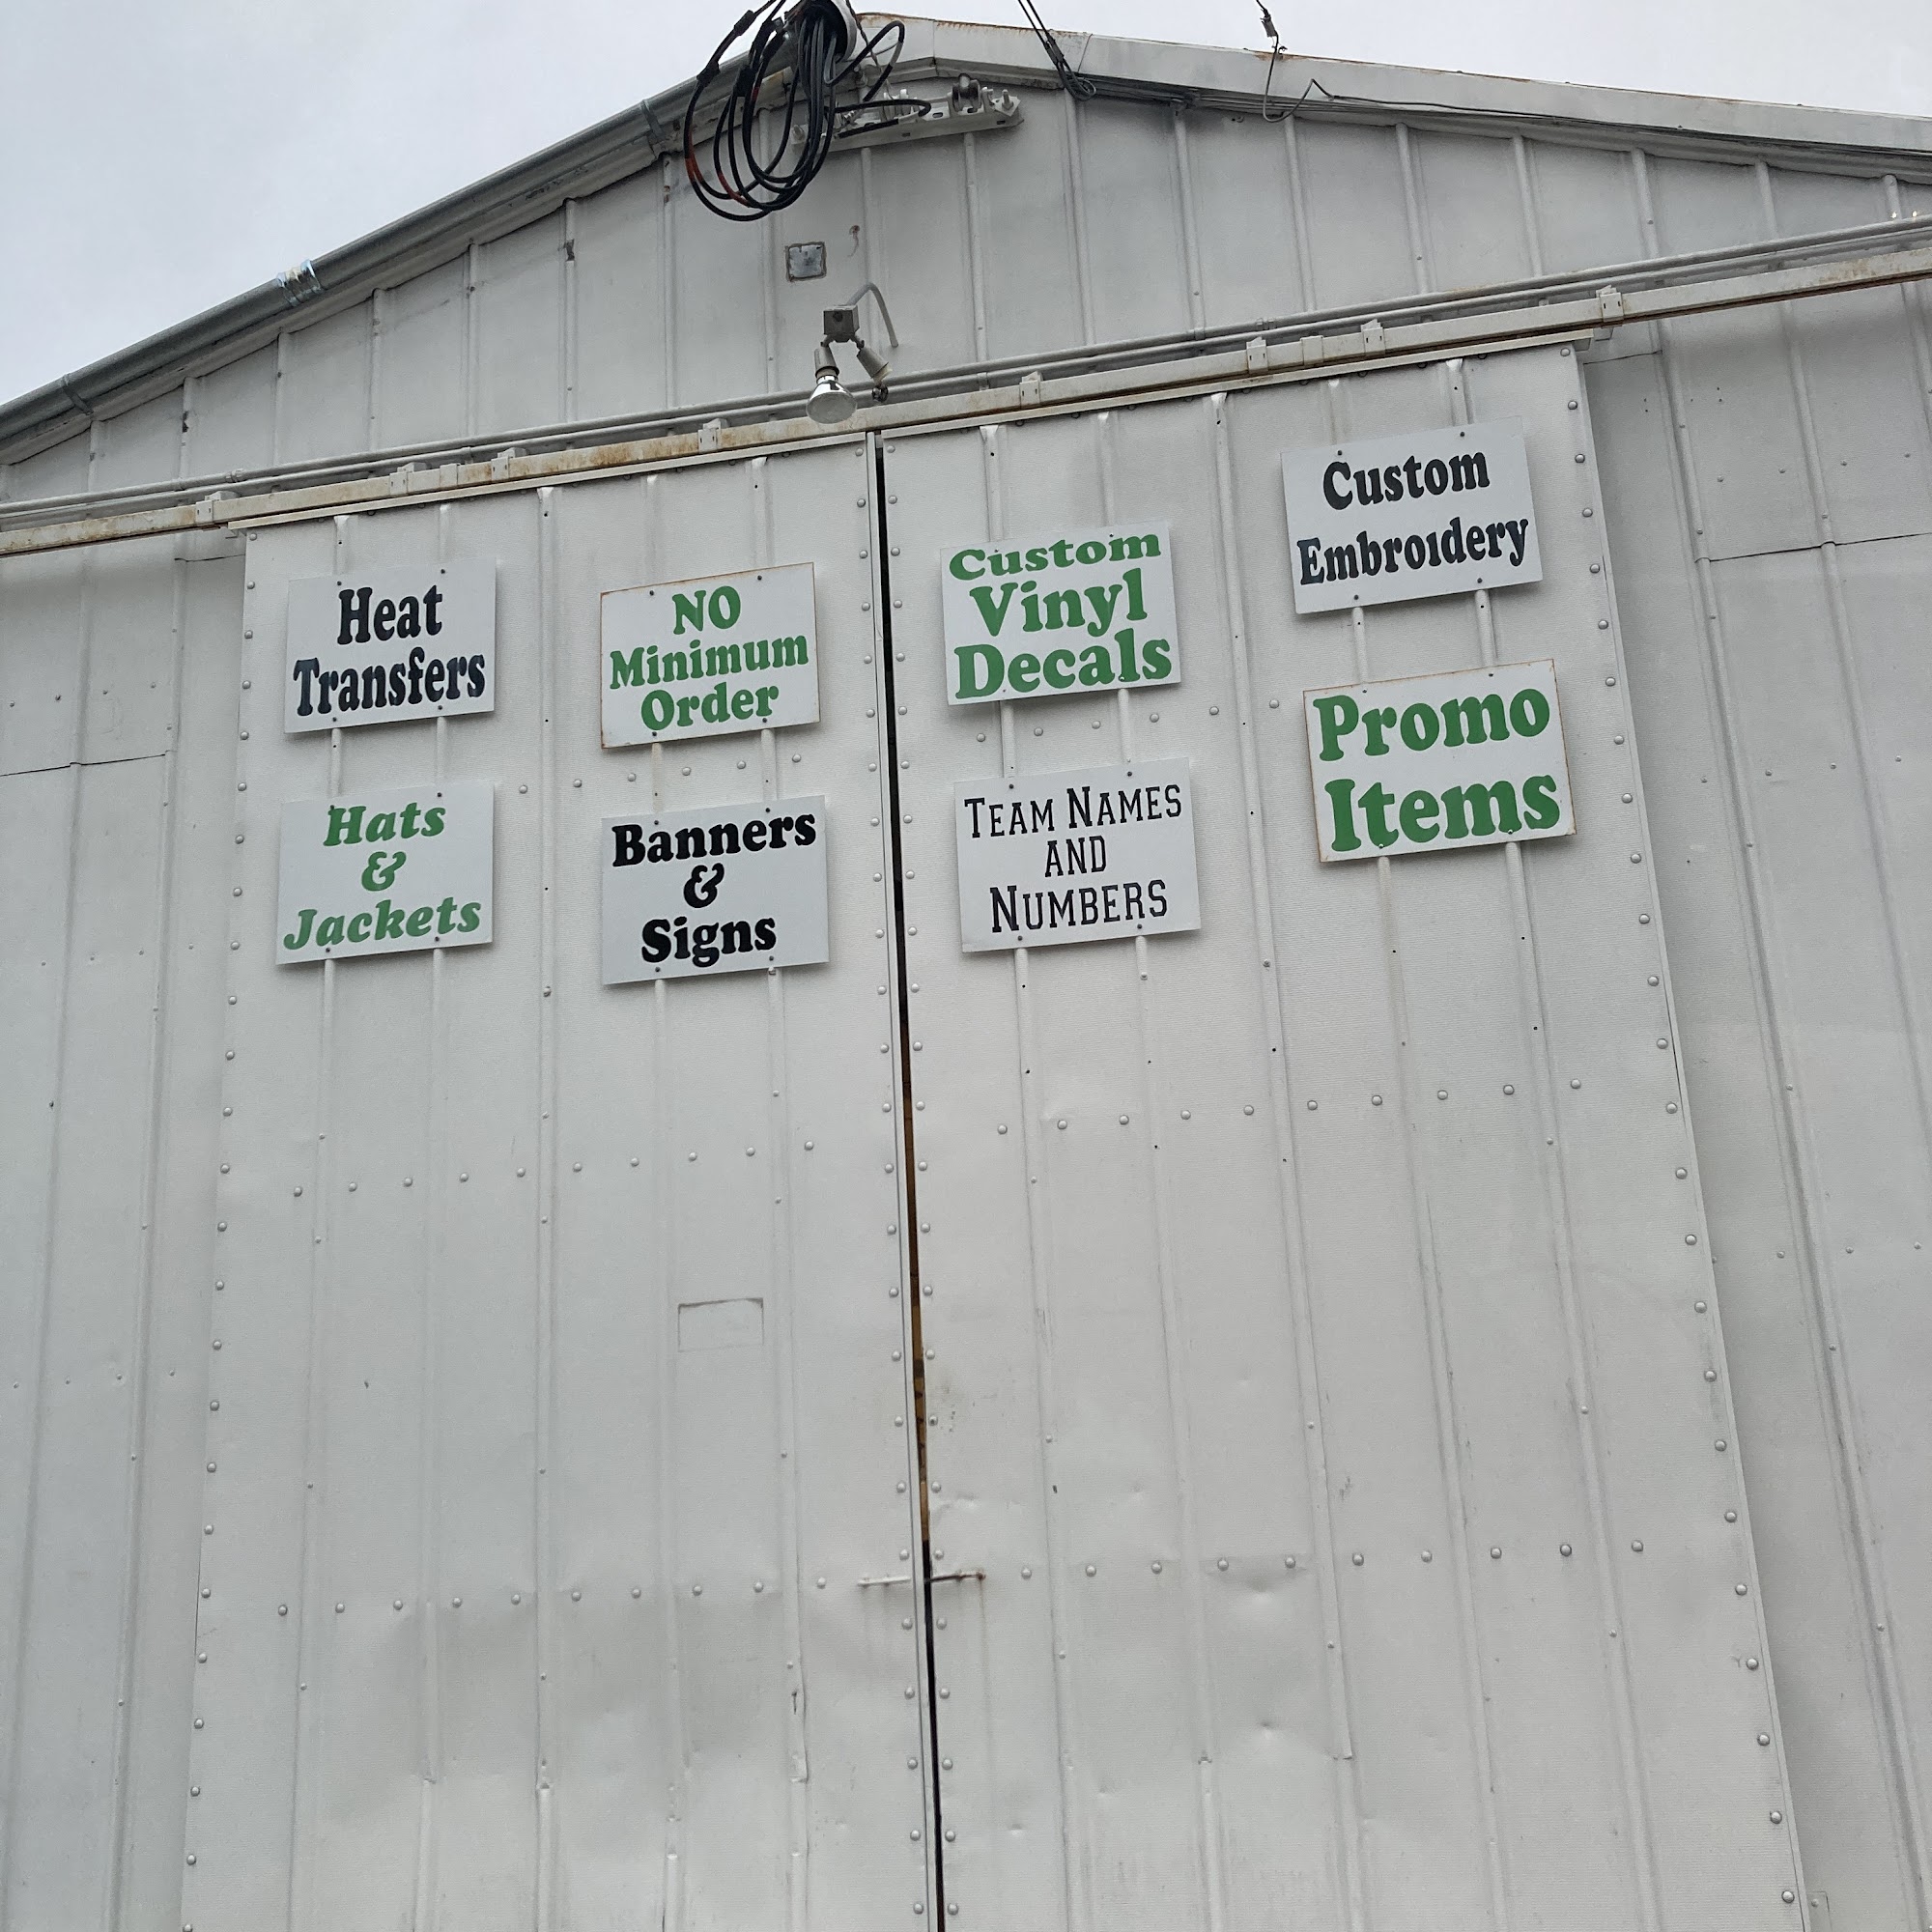 Heat
Transfers
NO
Minimum
Order
Custom
Vinyl
Decals
Custom
Embroidery
Hats
&
Jackets
Banners
&
Signs
TEAM NAMES
AND
NUMBERS
Promo
Items